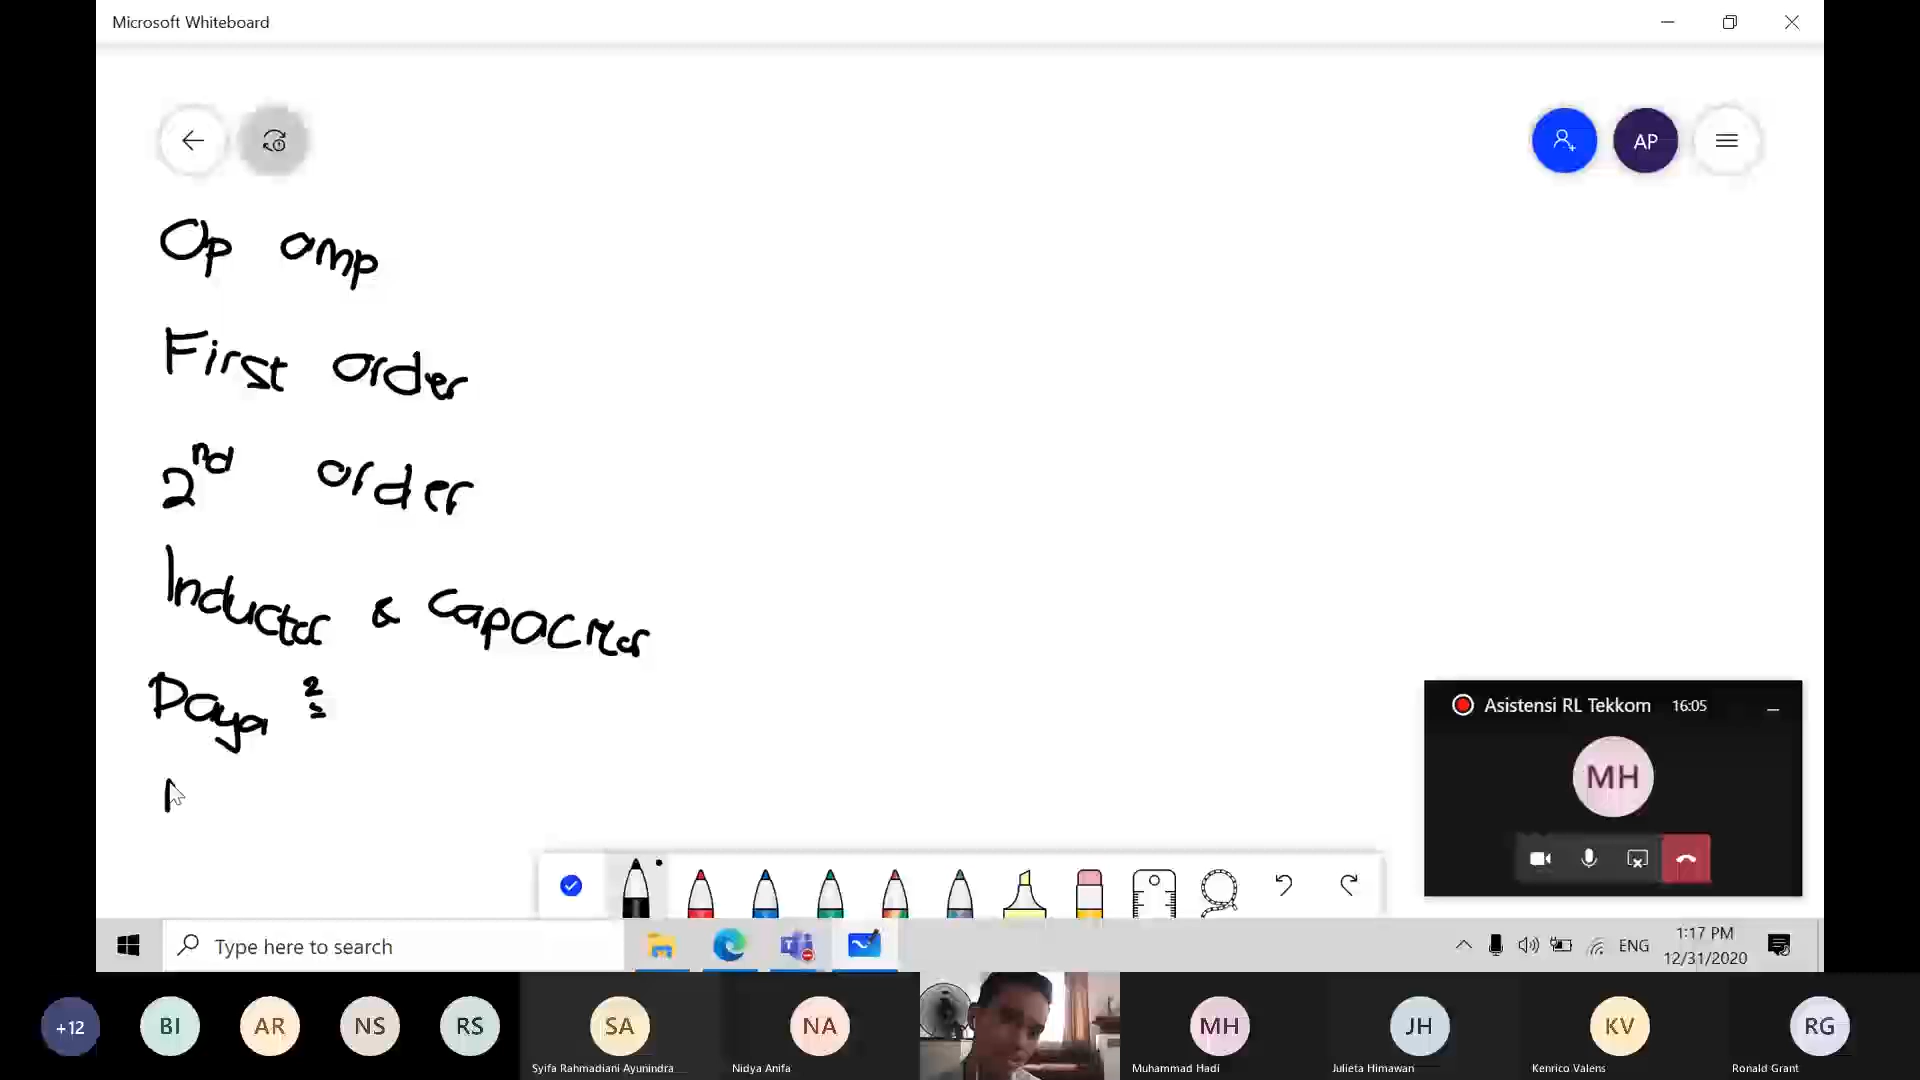 Microsoft Whiteboard
AP
Op amp
First order
2nd order
Inductor & Capacitor
Daya 2
Asistensi RL Tekkom 16:05
MH
Type here to search
ENG
1:17 PM
12/31/2020
+12
BI
AR
NS
RS
SA
NA
MH
JH
KV
RG
Syifa Rahmadiani Ayunindra
Nidya Anifa
Muhammad Hadi
Julieta Himawan
Kenrico Valens
Ronald Grant